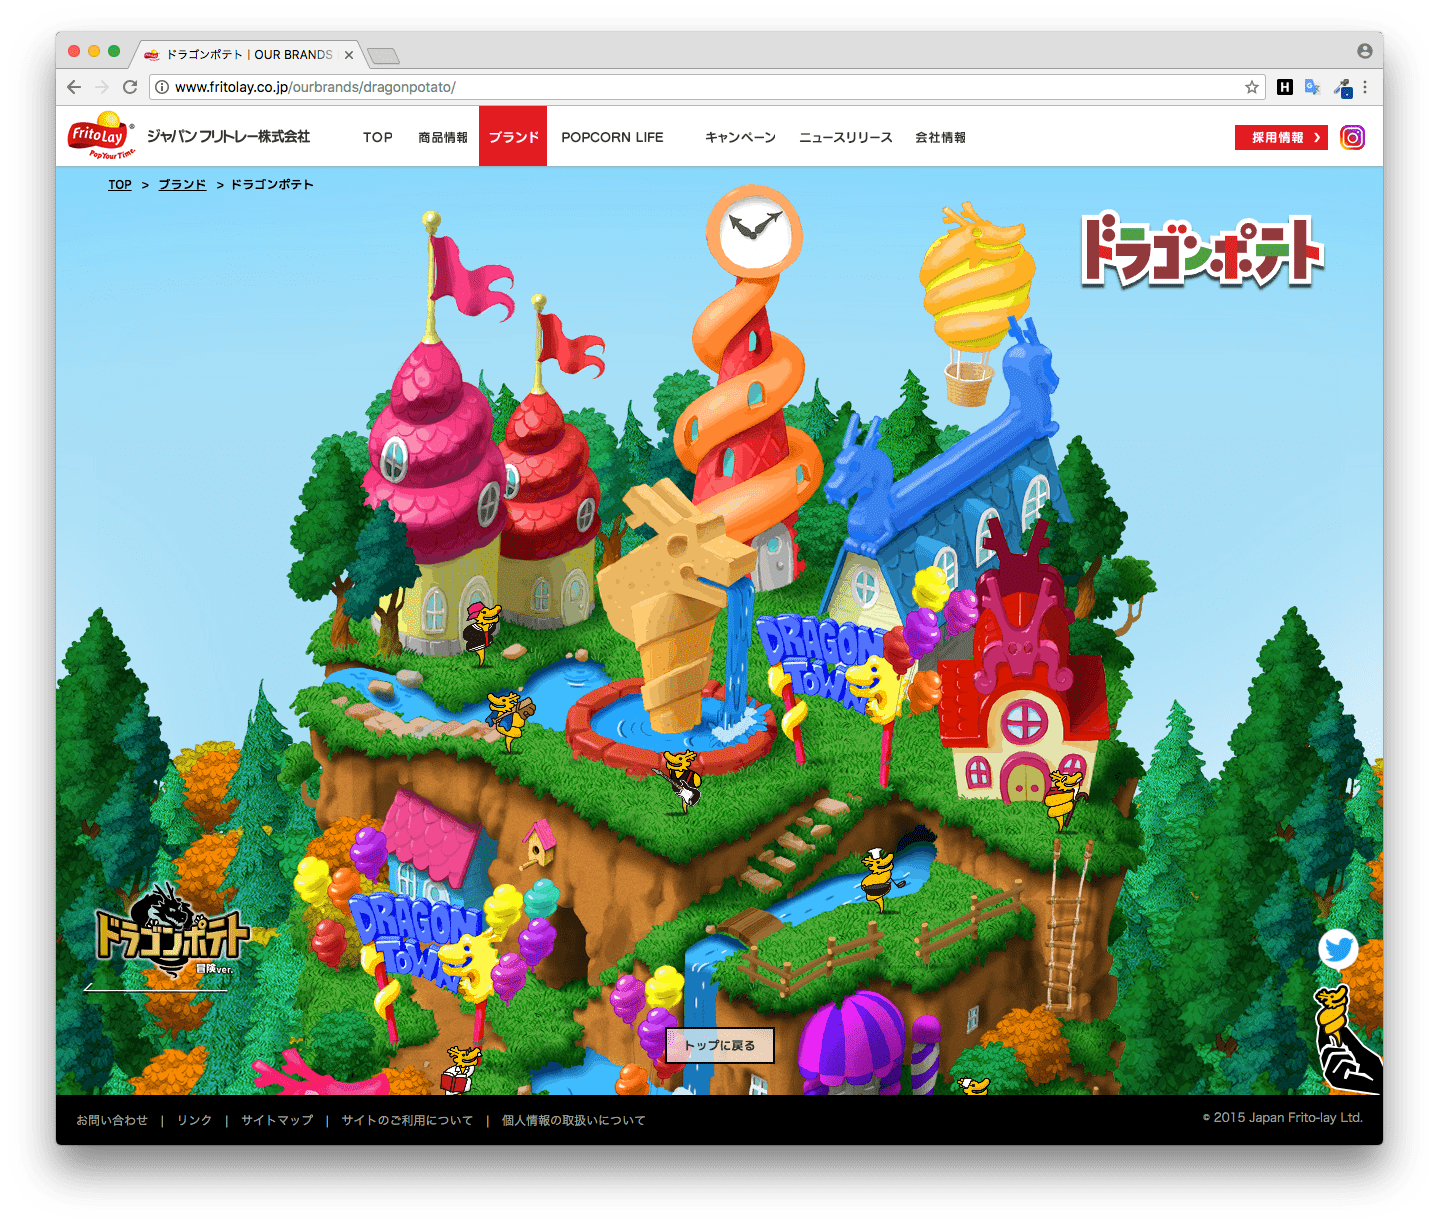 ドラゴンポテト | OUR BRANDS
www.fritolay.co.jp/ourbrands/dragonpotato/
H
Frito Lay ®
Pop Your Time.
ジャパン フリトレー株式会社
TOP 商品情報 ブランド POPCORN LIFE キャンペーン ニュースリリース 会社情報
採用情報
TOP > ブランド > ドラゴンポテト
ドラゴンポテト
DRAGON
TOWN
DRAGON
TOWN
ドラゴンポテト
冒険ver.
トップに戻る
お問い合わせ | リンク | サイトマップ | サイトのご利用について | 個人情報の取扱いについて
© 2015 Japan Frito-lay Ltd.